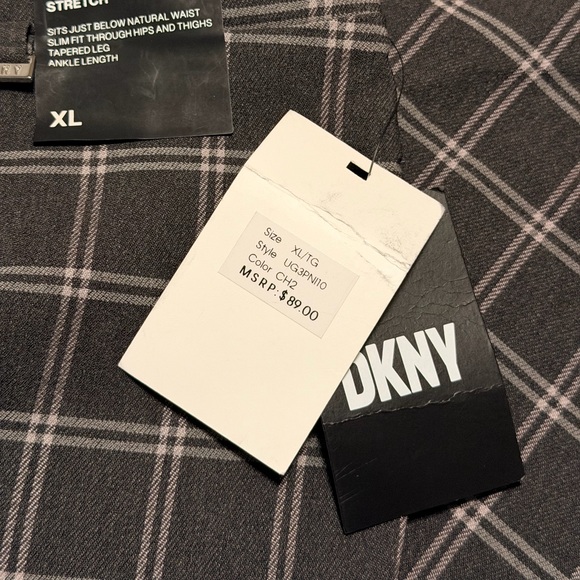 STRETCH
SITS JUST BELOW NATURAL WAIST
SLIM FIT THROUGH HIPS AND THIGHS
TAPERED LEG
ANKLE LENGTH
XL
Size XL/TG
Style UG3PN110
Color CH2
MSRP:$89.00
DKNY